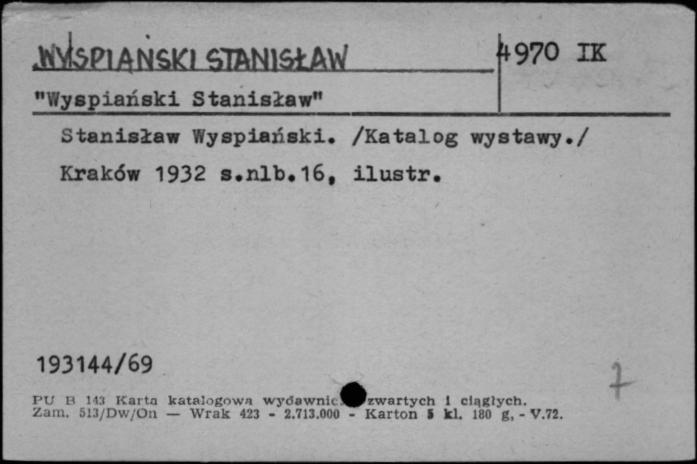 WYSPIAŃSKI STANISŁAW 4970 IK
"Wyspiański Stanisław"
Stanisław Wyspiański. /Katalog wystawy./
Kraków 1932 s.nlb.16, ilustr.
193144/69
7
PU B 143 Karta katalogowa wydawnic zwartych i ciągłych.
Zam. 513/Dw/On — Wrak 423 - 2.713.000 - Karton 5 kl. 180 g, - V.72.